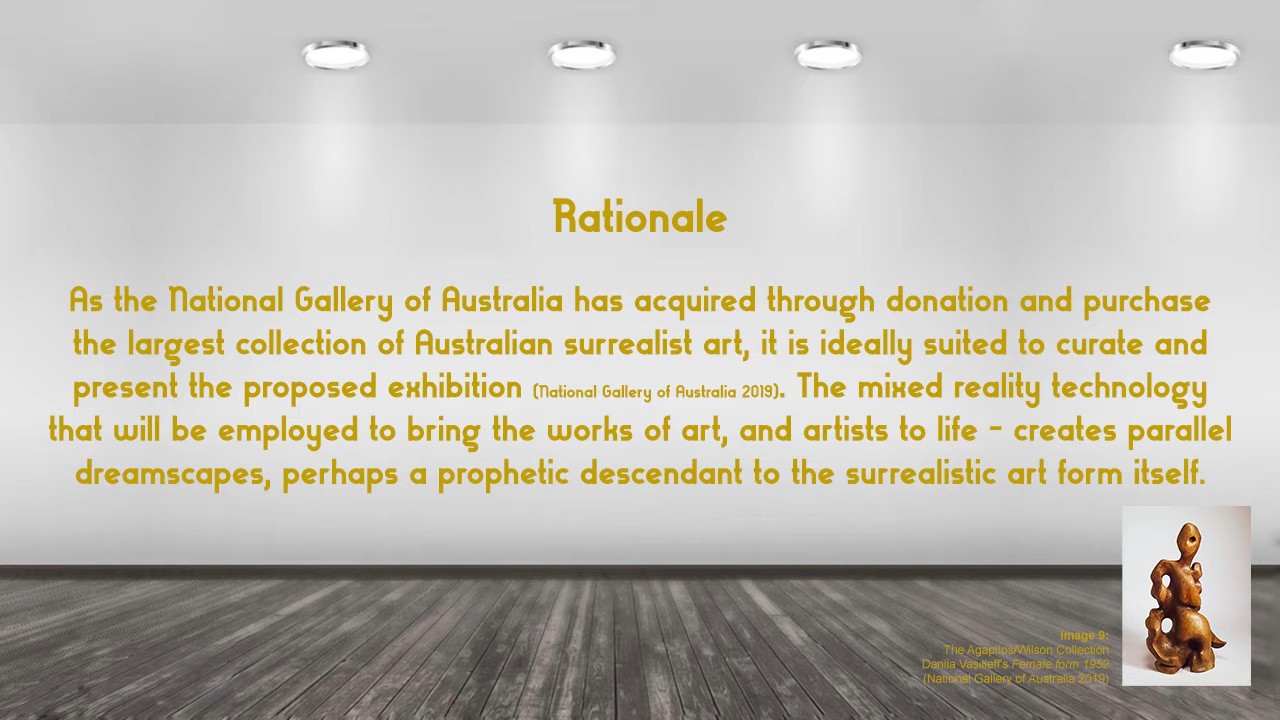 Rationale
As the National Gallery of Australia has acquired through donation and purchase
the largest collection of Australian surrealist art, it is ideally suited to curate and
present the proposed exhibition (National Gallery of Australia 2019). The mixed reality technology
that will be employed to bring the works of art, and artists to life - creates parallel
dreamscapes, perhaps a prophetic descendant to the surrealistic art form itself.
Image 9:
The Agapitos/Wilson Collection
Danila Vasilieff's Female form 1952
(National Gallery of Australia 2019)